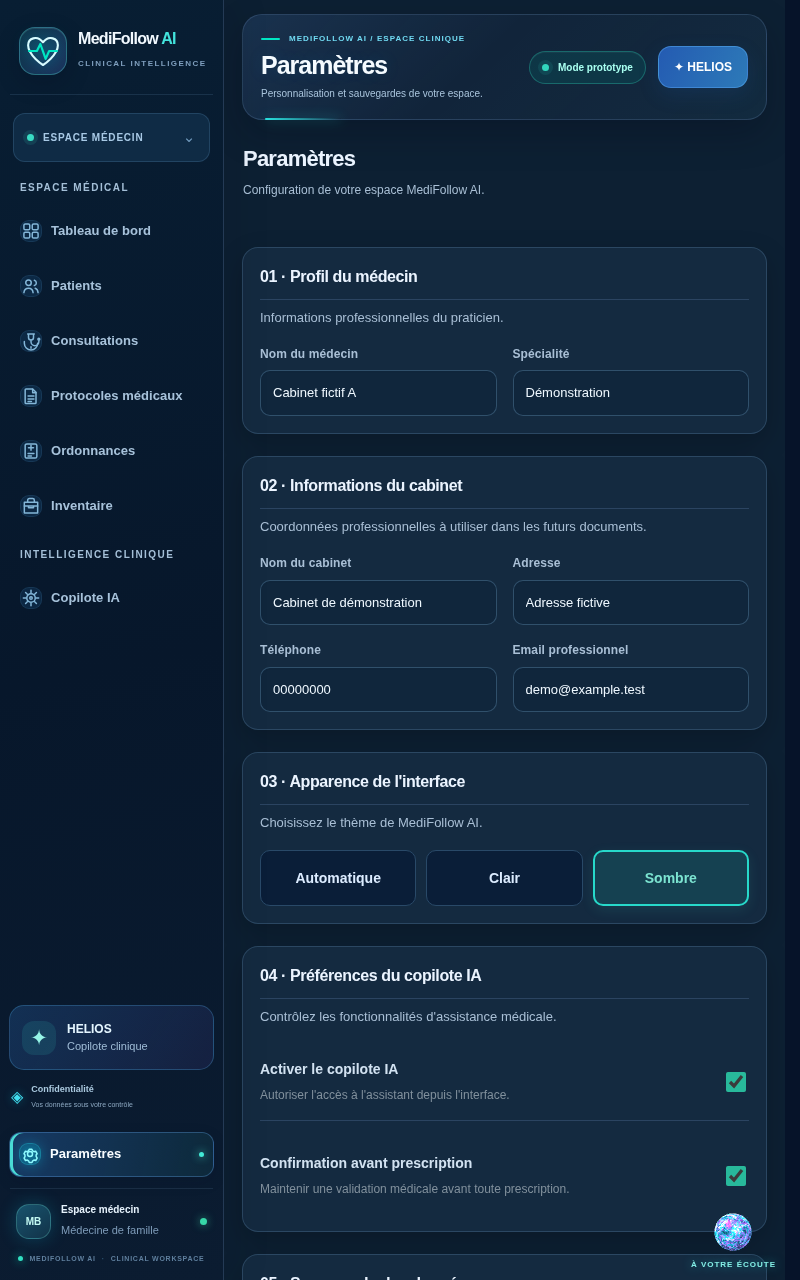 MediFollow AI
CLINICAL INTELLIGENCE
ESPACE MÉDECIN
ESPACE MÉDICAL
Tableau de bord
Patients
Consultations
Protocoles médicaux
Ordonnances
Inventaire
INTELLIGENCE CLINIQUE
Copilote IA
HELIOS
Copilote clinique
Confidentialité
Vos données sous votre contrôle
Paramètres
MB
Espace médecin
Médecine de famille
MEDIFOLLOW AI · CLINICAL WORKSPACE
MEDIFOLLOW AI / ESPACE CLINIQUE
Paramètres
Personnalisation et sauvegardes de votre espace.
Mode prototype
✦ HELIOS
Paramètres
Configuration de votre espace MediFollow AI.
01 · Profil du médecin
Informations professionnelles du praticien.
Nom du médecin
Spécialité
Cabinet fictif A
Démonstration
02 · Informations du cabinet
Coordonnées professionnelles à utiliser dans les futurs documents.
Nom du cabinet
Adresse
Cabinet de démonstration
Adresse fictive
Téléphone
Email professionnel
00000000
demo@example.test
03 · Apparence de l'interface
Choisissez le thème de MediFollow AI.
Automatique
Clair
Sombre
04 · Préférences du copilote IA
Contrôlez les fonctionnalités d'assistance médicale.
Activer le copilote IA
Autoriser l'accès à l'assistant depuis l'interface.
Confirmation avant prescription
Maintenir une validation médicale avant toute prescription.
À VOTRE ÉCOUTE